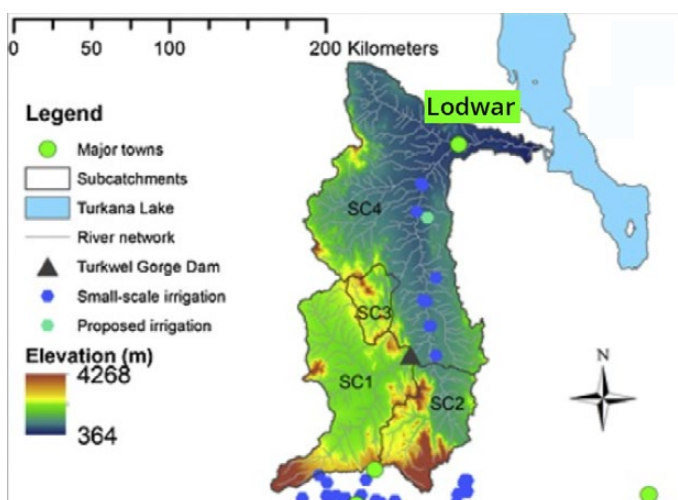 0 50 100 200 Kilometers
Lodwar
Legend
Major towns
Subcatchments
Turkana Lake
River network
Turkwel Gorge Dam
Small-scale irrigation
Proposed irrigation
Elevation (m)
4268
364
SC4
SC3
SC1
SC2
N